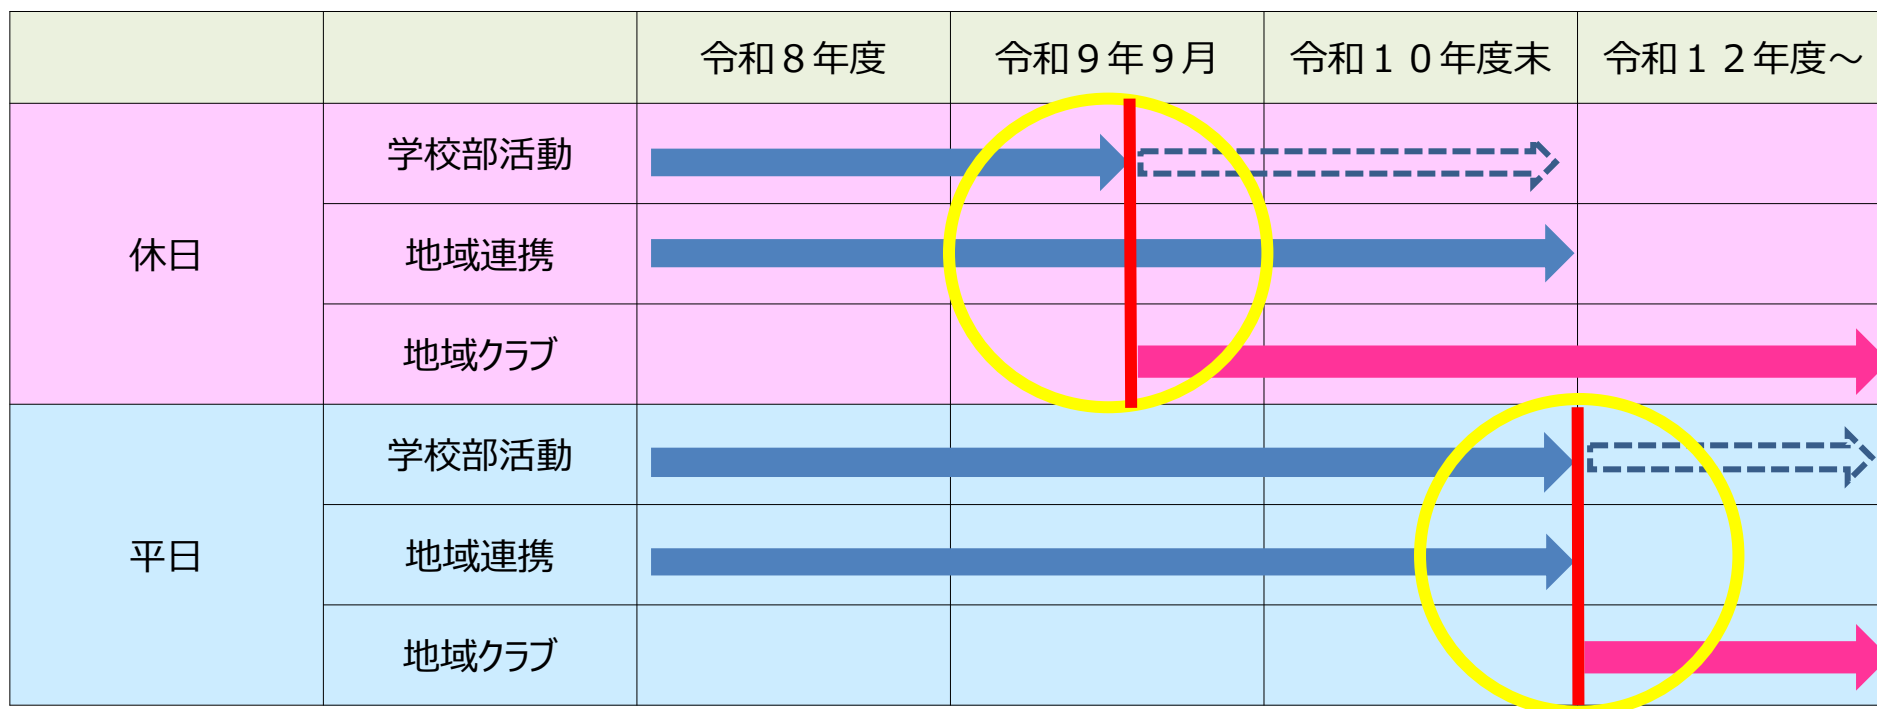 令和８年度
令和９年９月
令和１０年度末
令和１２年度～
休日
学校部活動
地域連携
地域クラブ
平日
学校部活動
地域連携
地域クラブ